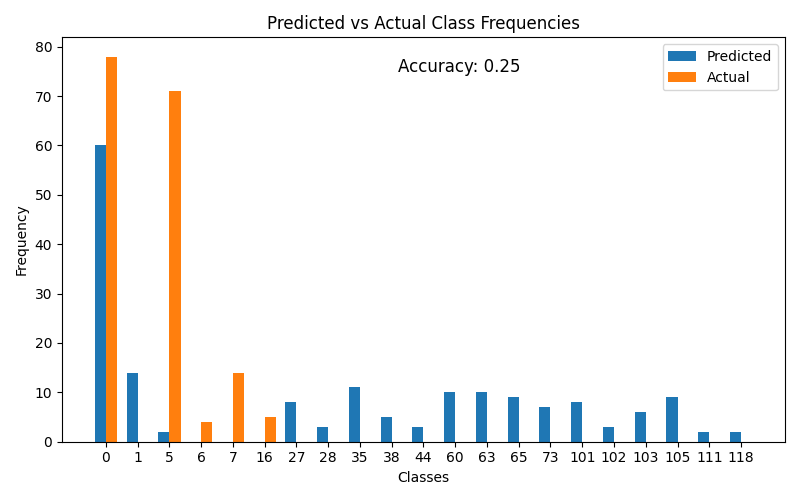 Predicted vs Actual Class Frequencies
80
70
60
50
40
30
20
10
0
Frequency
Accuracy: 0.25
Predicted
Actual
0 1 5 6 7 16 27 28 35 38 44 60 63 65 73 101 102 103 105 111 118
Classes